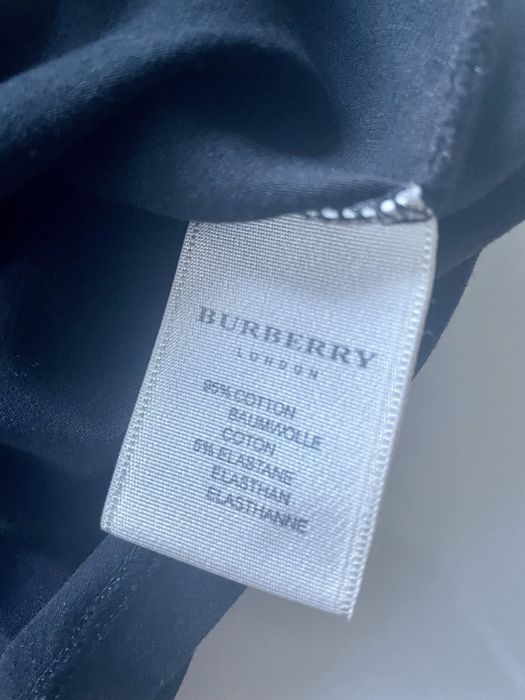 BURBERRY
LONDON
95% COTTON
BAUMWOLLE
COTON
5% ELASTANE
ELASTHAN
ELASTHANNE